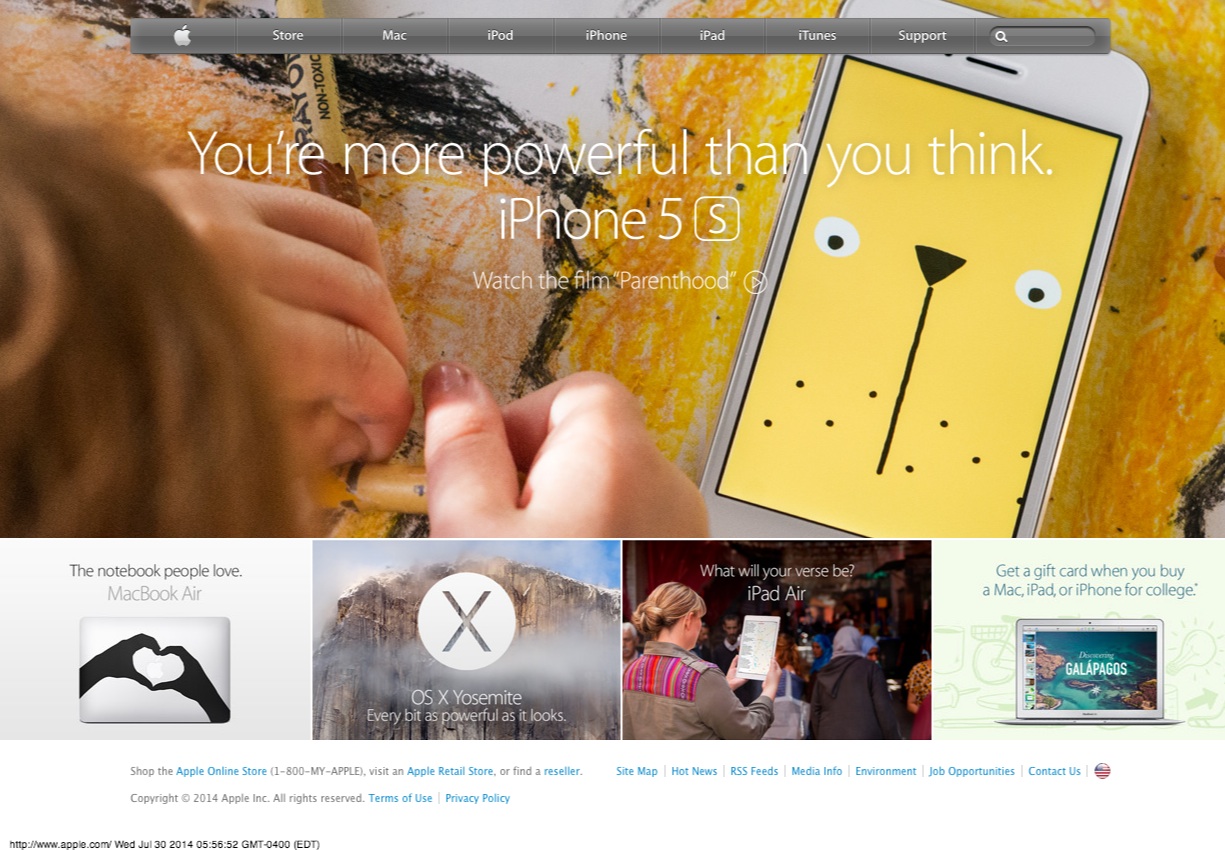 Store Mac iPod iPhone iPad iTunes Support
CRAYON
NON-TOXIC
You're more powerful than you think.
iPhone 5 S
Watch the film “Parenthood”
The notebook people love.
MacBook Air
X
OS X Yosemite
Every bit as powerful as it looks.
What will your verse be?
iPad Air
Get a gift card when you buy
a Mac, iPad, or iPhone for college.*
Discovering
GALÁPAGOS
Shop the Apple Online Store (1-800-MY-APPLE), visit an Apple Retail Store, or find a reseller.
Site Map | Hot News | RSS Feeds | Media Info | Environment | Job Opportunities | Contact Us |
Copyright © 2014 Apple Inc. All rights reserved. Terms of Use | Privacy Policy
http://www.apple.com/ Wed Jul 30 2014 05:56:52 GMT-0400 (EDT)